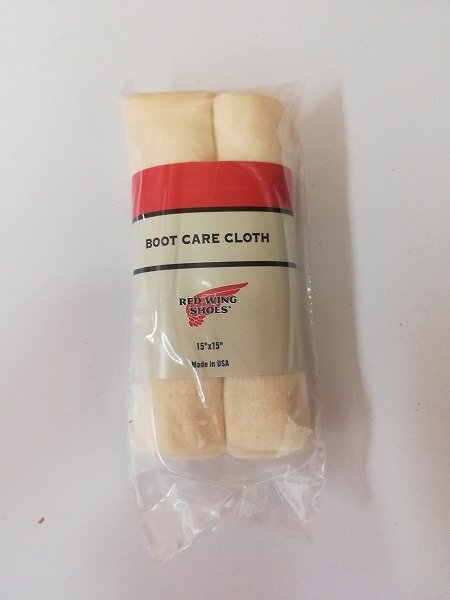 BOOT CARE CLOTH
RED WING
SHOES®
15"x15"
Made in USA